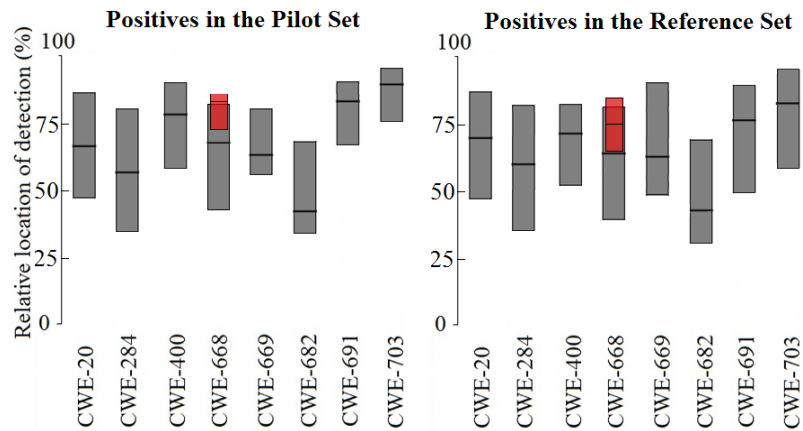 Positives in the Pilot Set
Relative location of detection (%)
100
75
50
25
0
CWE-20
CWE-284
CWE-400
CWE-668
CWE-669
CWE-682
CWE-691
CWE-703
Positives in the Reference Set
100
75
50
25
0
CWE-20
CWE-284
CWE-400
CWE-668
CWE-669
CWE-682
CWE-691
CWE-703